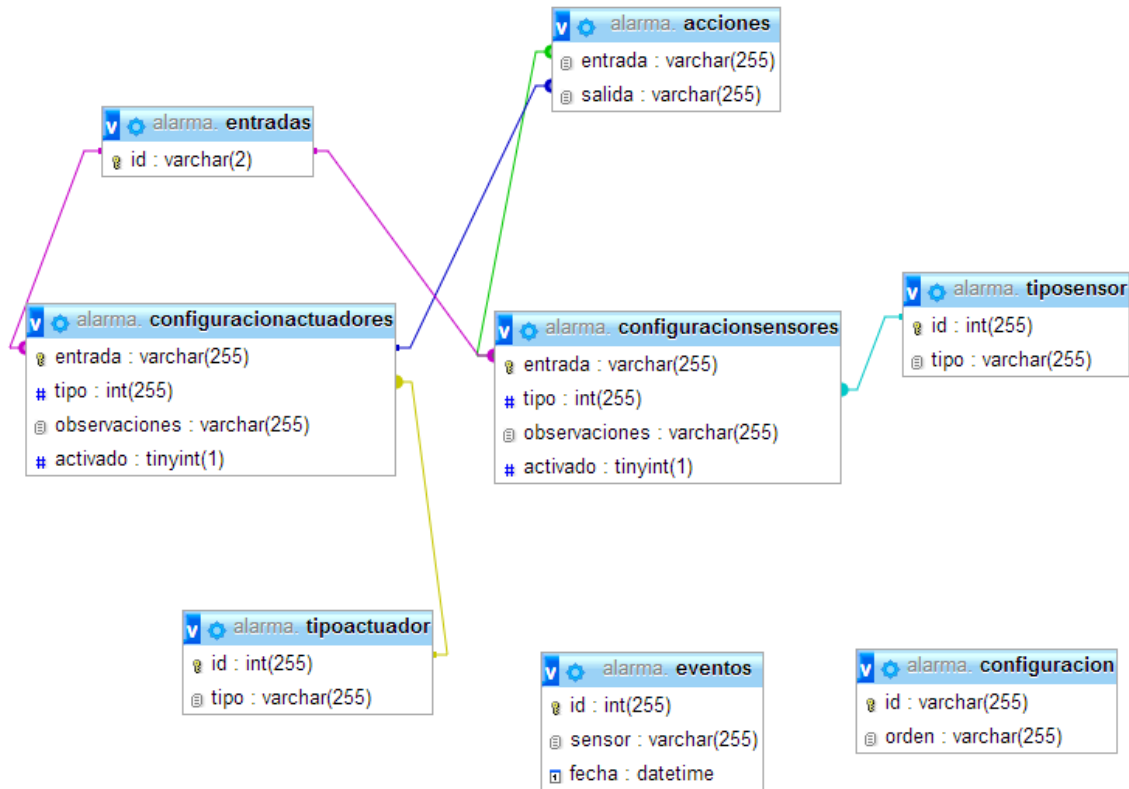 v alarma. acciones
entrada : varchar(255)
salida : varchar(255)
v alarma. entradas
id : varchar(2)
v alarma. configuracionactuadores
entrada : varchar(255)
# tipo : int(255)
observaciones : varchar(255)
# activado : tinyint(1)
v alarma. configuracionsensores
entrada : varchar(255)
# tipo : int(255)
observaciones : varchar(255)
# activado : tinyint(1)
v alarma. tiposensor
id : int(255)
tipo : varchar(255)
v alarma. tipoactuador
id : int(255)
tipo : varchar(255)
v alarma. eventos
id : int(255)
sensor : varchar(255)
fecha : datetime
v alarma. configuracion
id : varchar(255)
orden : varchar(255)